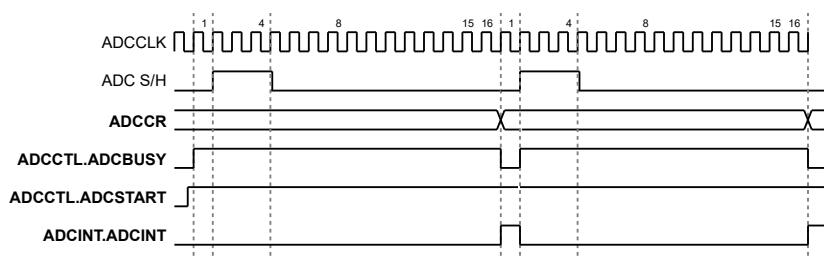 1 4 8 15 16 1 4 8 15 16
ADCCLK
ADC S/H
ADCCR
ADCCTL.ADCBUSY
ADCCTL.ADCSTART
ADCINT.ADCINT